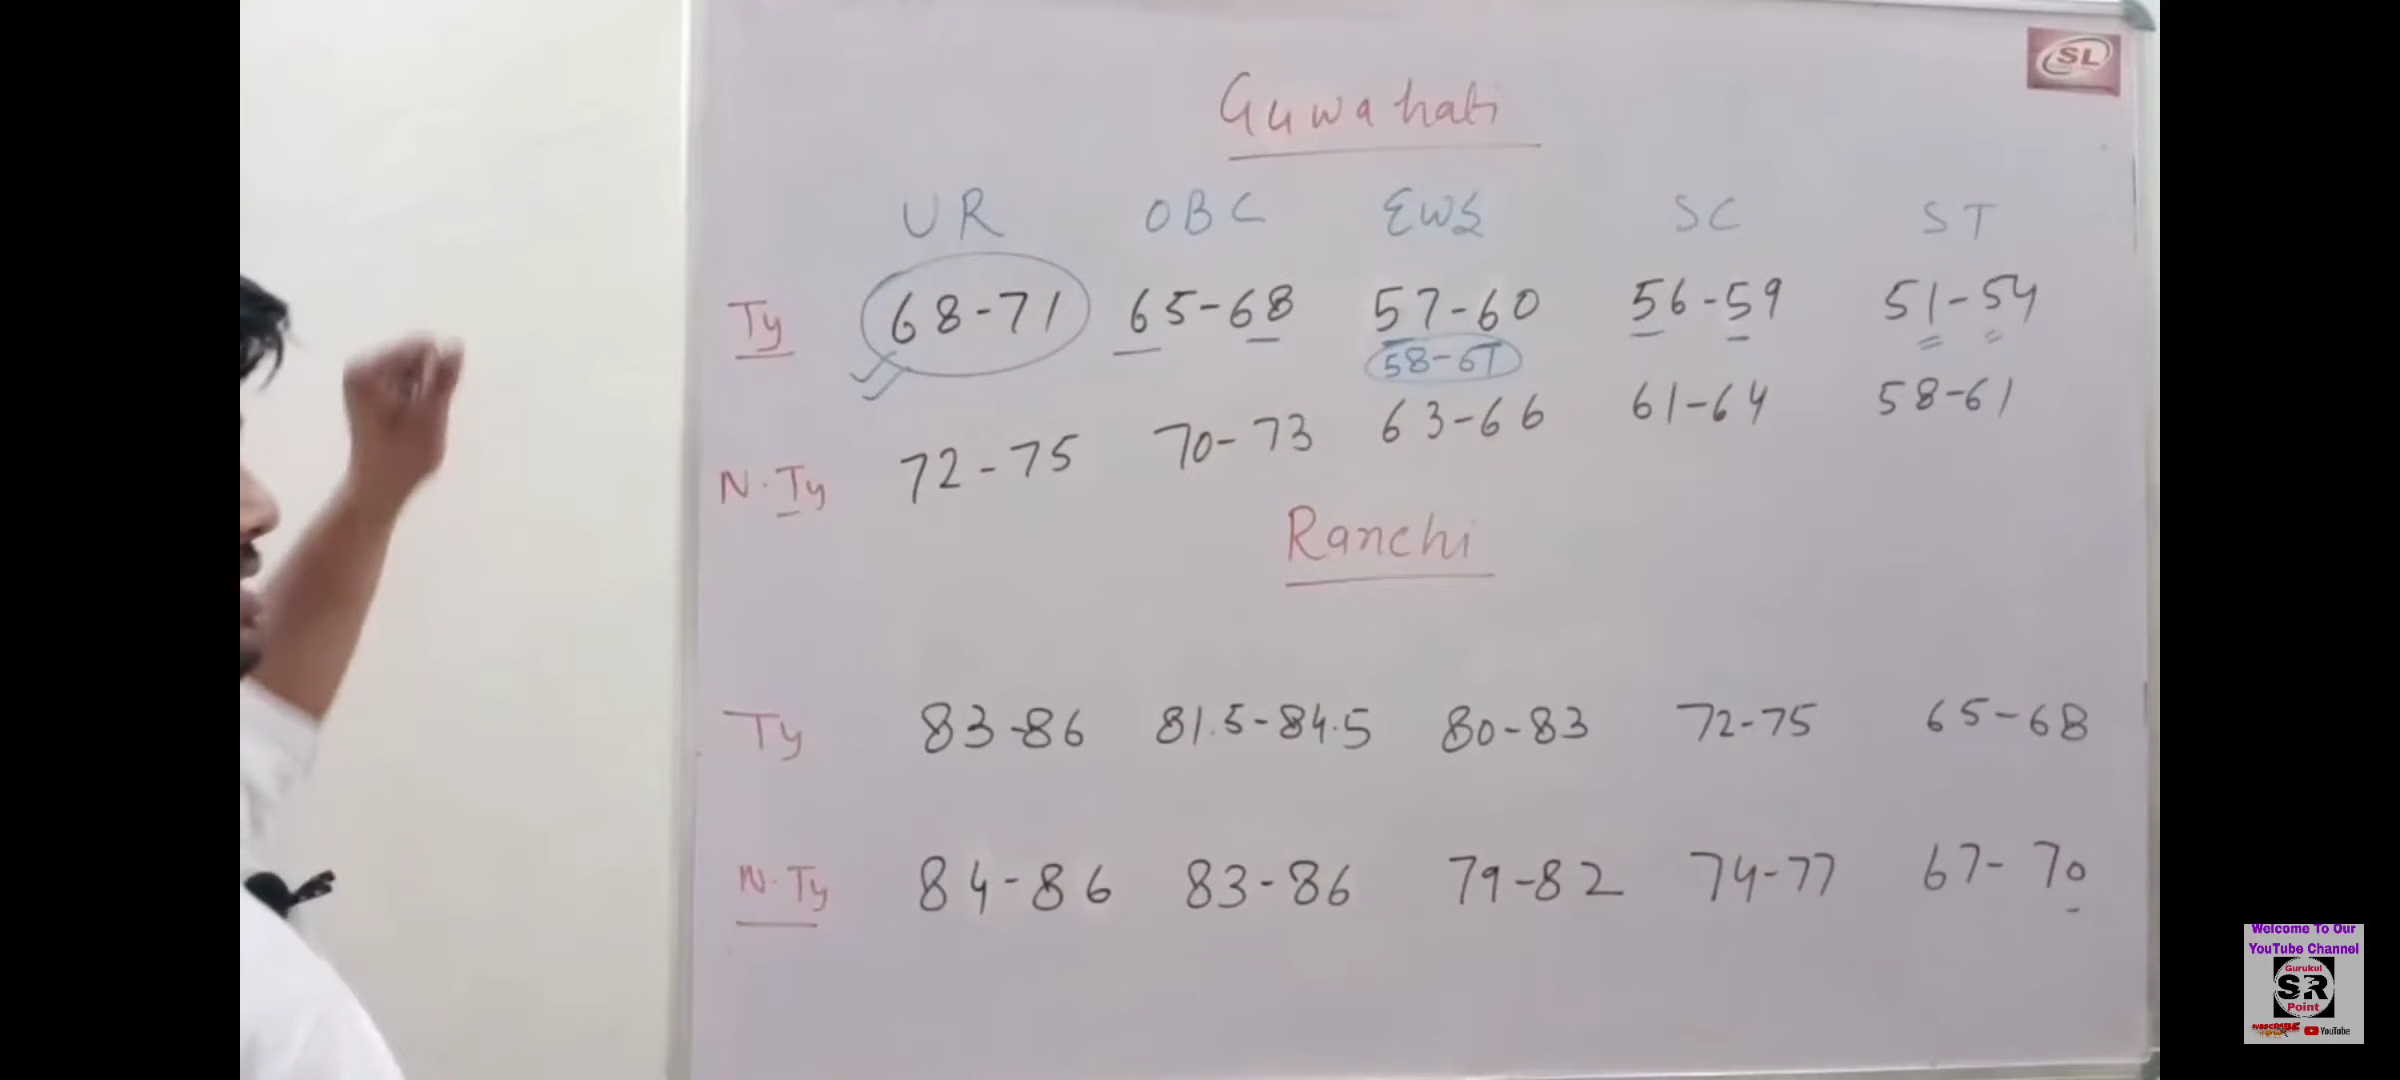 SL
Guwahati
UR OBC EWS SC ST
Ty 68-71 65-68 57-60 56-59 51-54
58-61
N.Ty 72-75 70-73 63-66 61-64 58-61
Ranchi
Ty 83-86 81.5-84.5 80-83 72-75 65-68
N.Ty 84-86 83-86 79-82 74-77 67-70
Welcome To Our
YouTube Channel
Gurukul
SR
Point
SUBSCRIBE YouTube